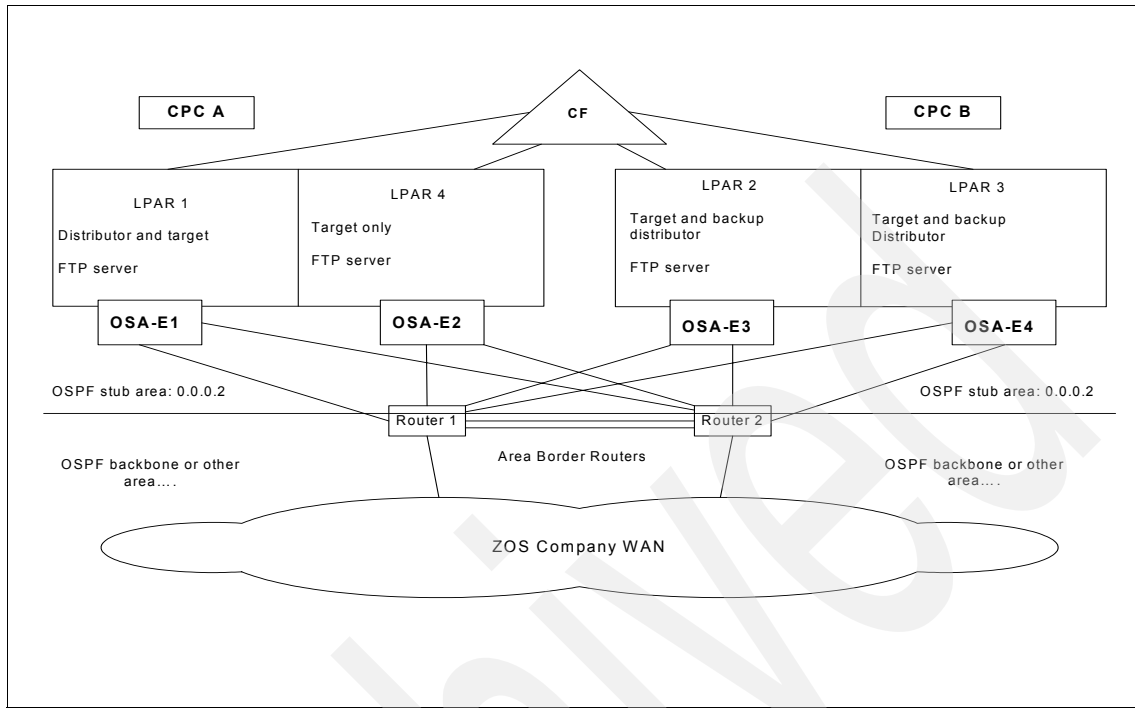 CPC A
CF
CPC B
LPAR 1
Distributor and target
FTP server
LPAR 4
Target only
FTP server
LPAR 2
Target and backup
distributor
FTP server
LPAR 3
Target and backup
Distributor
FTP server
OSA-E1
OSA-E2
OSA-E3
OSA-E4
OSPF stub area: 0.0.0.2
OSPF stub area: 0.0.0.2
Router 1
Router 2
Area Border Routers
OSPF backbone or other
area....
OSPF backbone or other
area....
ZOS Company WAN